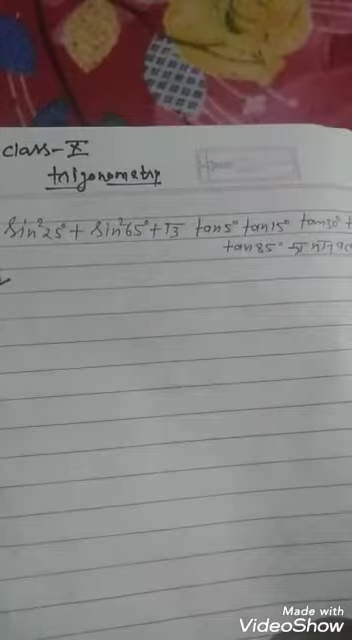 class-X
trigonometry
sin²25° + sin²65° + √3 tan5° tan15° tan30°
tan85°
Made with
VideoShow